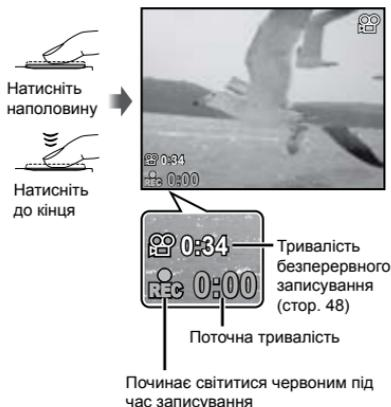 Натисніть
наполовину
Натисніть
до кінця
0:34
REC 0:00
0:34
REC 0:00
Тривалість
безперервного
записування
(стор. 48)
Поточна тривалість
Починає світитися червоним під
час записування